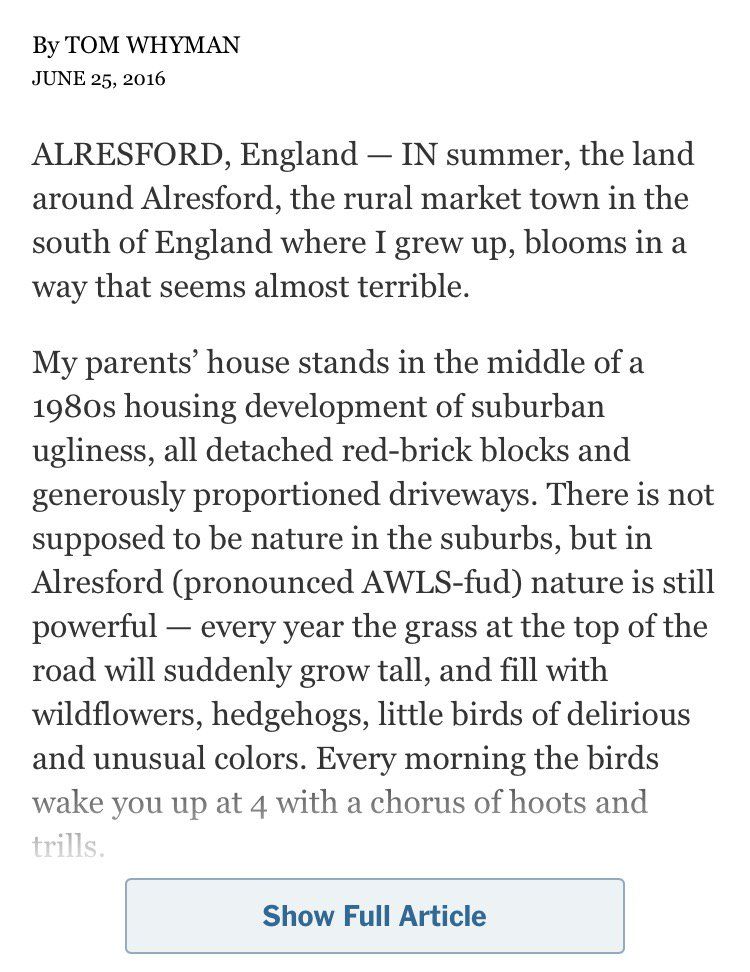 By TOM WHYMAN
JUNE 25, 2016
ALRESFORD, England — IN summer, the land
around Alresford, the rural market town in the
south of England where I grew up, blooms in a
way that seems almost terrible.
My parents’ house stands in the middle of a
1980s housing development of suburban
ugliness, all detached red-brick blocks and
generously proportioned driveways. There is not
supposed to be nature in the suburbs, but in
Alresford (pronounced AWLS-fud) nature is still
powerful — every year the grass at the top of the
road will suddenly grow tall, and fill with
wildflowers, hedgehogs, little birds of delirious
and unusual colors. Every morning the birds
wake you up at 4 with a chorus of hoots and
trills.
Show Full Article